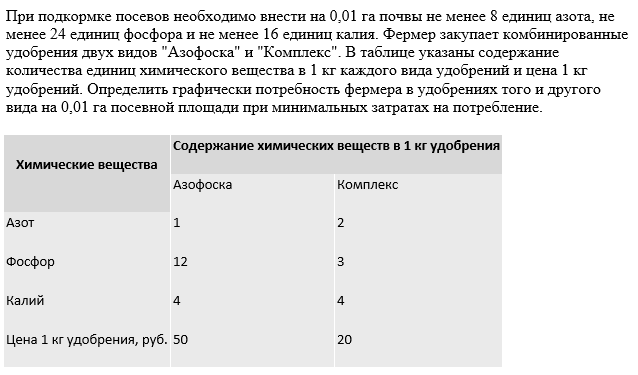 При подкормке посевов необходимо внести на 0,01 га почвы не менее 8 единиц азота, не
менее 24 единиц фосфора и не менее 16 единиц калия. Фермер закупает комбинированные
удобрения двух видов "Азофоска" и "Комплекс". В таблице указаны содержание
количества единиц химического вещества в 1 кг каждого вида удобрений и цена 1 кг
удобрений. Определить графически потребность фермера в удобрениях того и другого
вида на 0,01 га посевной площади при минимальных затратах на потребление.
Химические вещества
Содержание химических веществ в 1 кг удобрения
Азофоска Комплекс
Азот 1 2
Фосфор 12 3
Калий 4 4
Цена 1 кг удобрения, руб. 50 20